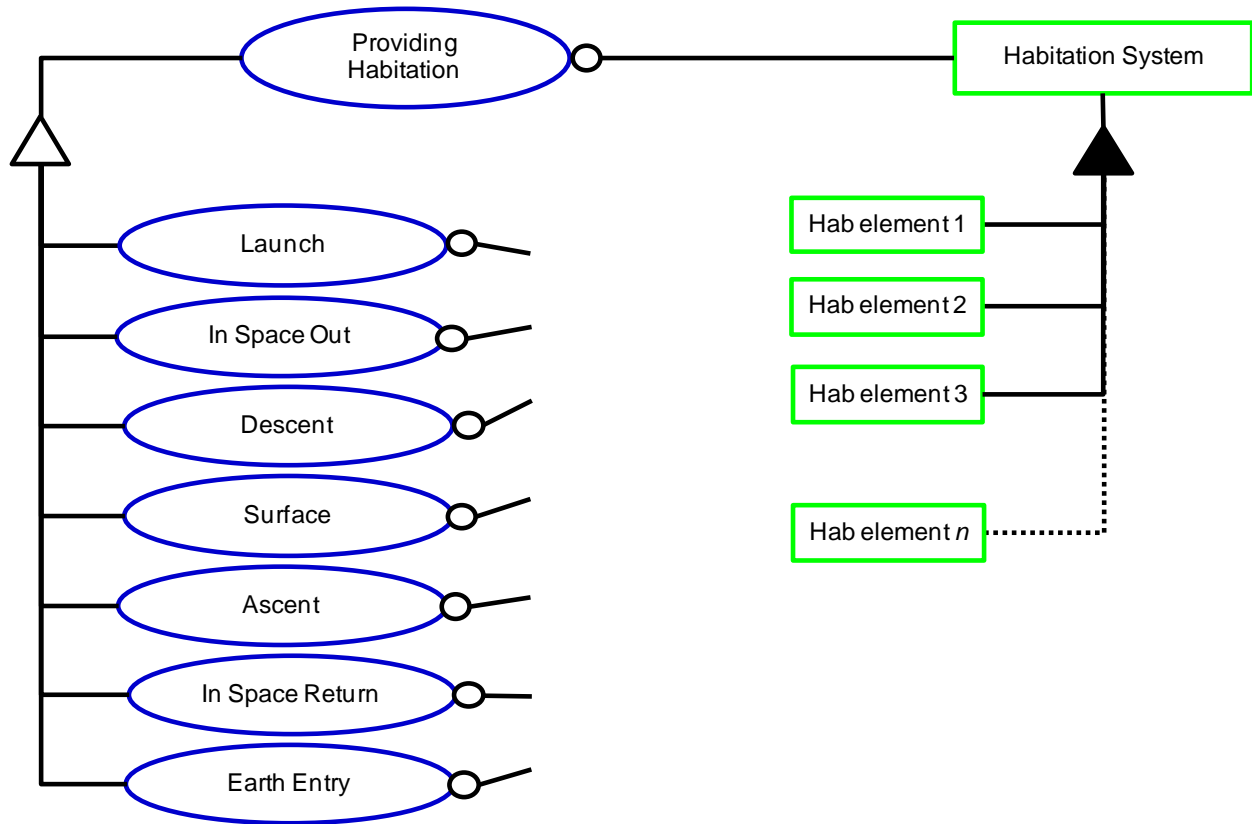 Providing
Habitation
Habitation System
Launch
In Space Out
Descent
Surface
Ascent
In Space Return
Earth Entry
Hab element 1
Hab element 2
Hab element 3
Hab element n